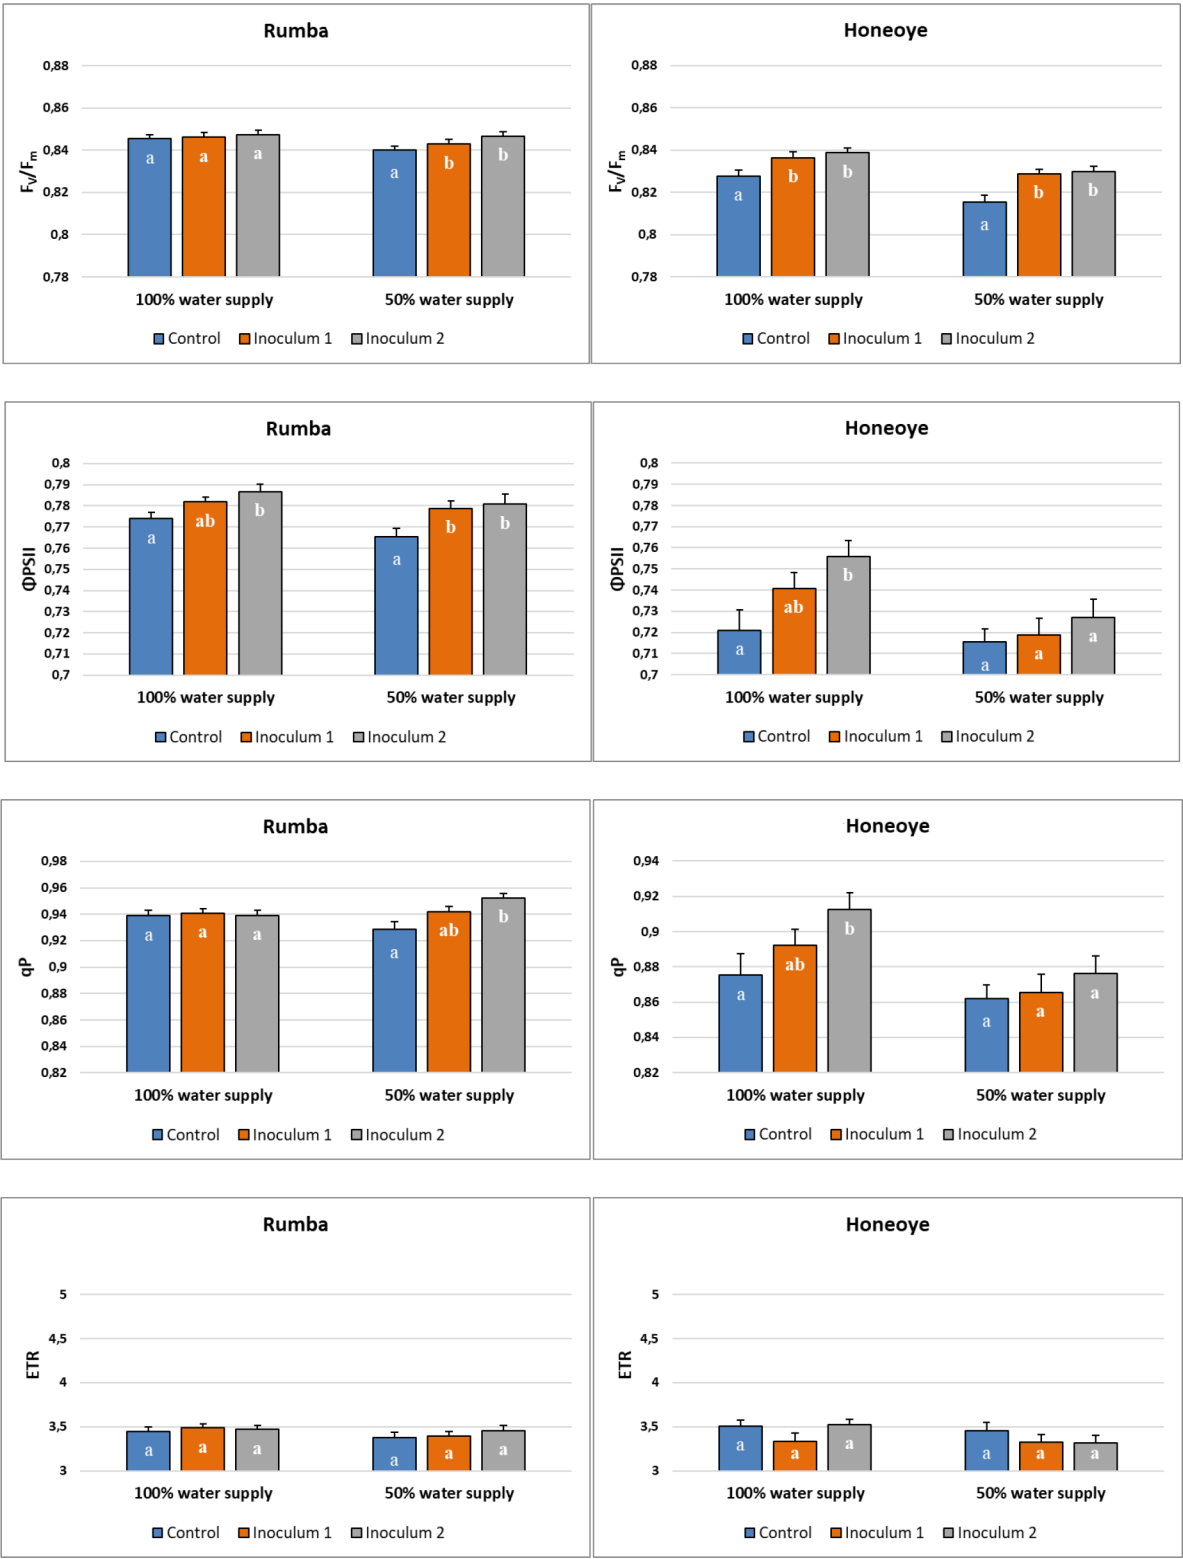 Rumba
0,88
0,86
0,84
0,82
0,8
0,78
Fv/Fm
a a a a b b
100% water supply 50% water supply
Control Inoculum 1 Inoculum 2
Honeoye
0,88
0,86
0,84
0,82
0,8
0,78
Fv/Fm
a b b a b b
100% water supply 50% water supply
Control Inoculum 1 Inoculum 2
Rumba
0,8
0,79
0,78
0,77
0,76
0,75
0,74
0,73
0,72
0,71
0,7
ΦPSII
a ab b a b b
100% water supply 50% water supply
Control Inoculum 1 Inoculum 2
Honeoye
0,8
0,79
0,78
0,77
0,76
0,75
0,74
0,73
0,72
0,71
0,7
ΦPSII
a ab b a a a
100% water supply 50% water supply
Control Inoculum 1 Inoculum 2
Rumba
0,98
0,96
0,94
0,92
0,9
0,88
0,86
0,84
0,82
qP
a a a a ab b
100% water supply 50% water supply
Control Inoculum 1 Inoculum 2
Honeoye
0,94
0,92
0,9
0,88
0,86
0,84
0,82
qP
a ab b a a a
100% water supply 50% water supply
Control Inoculum 1 Inoculum 2
Rumba
5
4,5
4
3,5
3
ETR
a a a a a a
100% water supply 50% water supply
Control Inoculum 1 Inoculum 2
Honeoye
5
4,5
4
3,5
3
ETR
a a a a a a
100% water supply 50% water supply
Control Inoculum 1 Inoculum 2